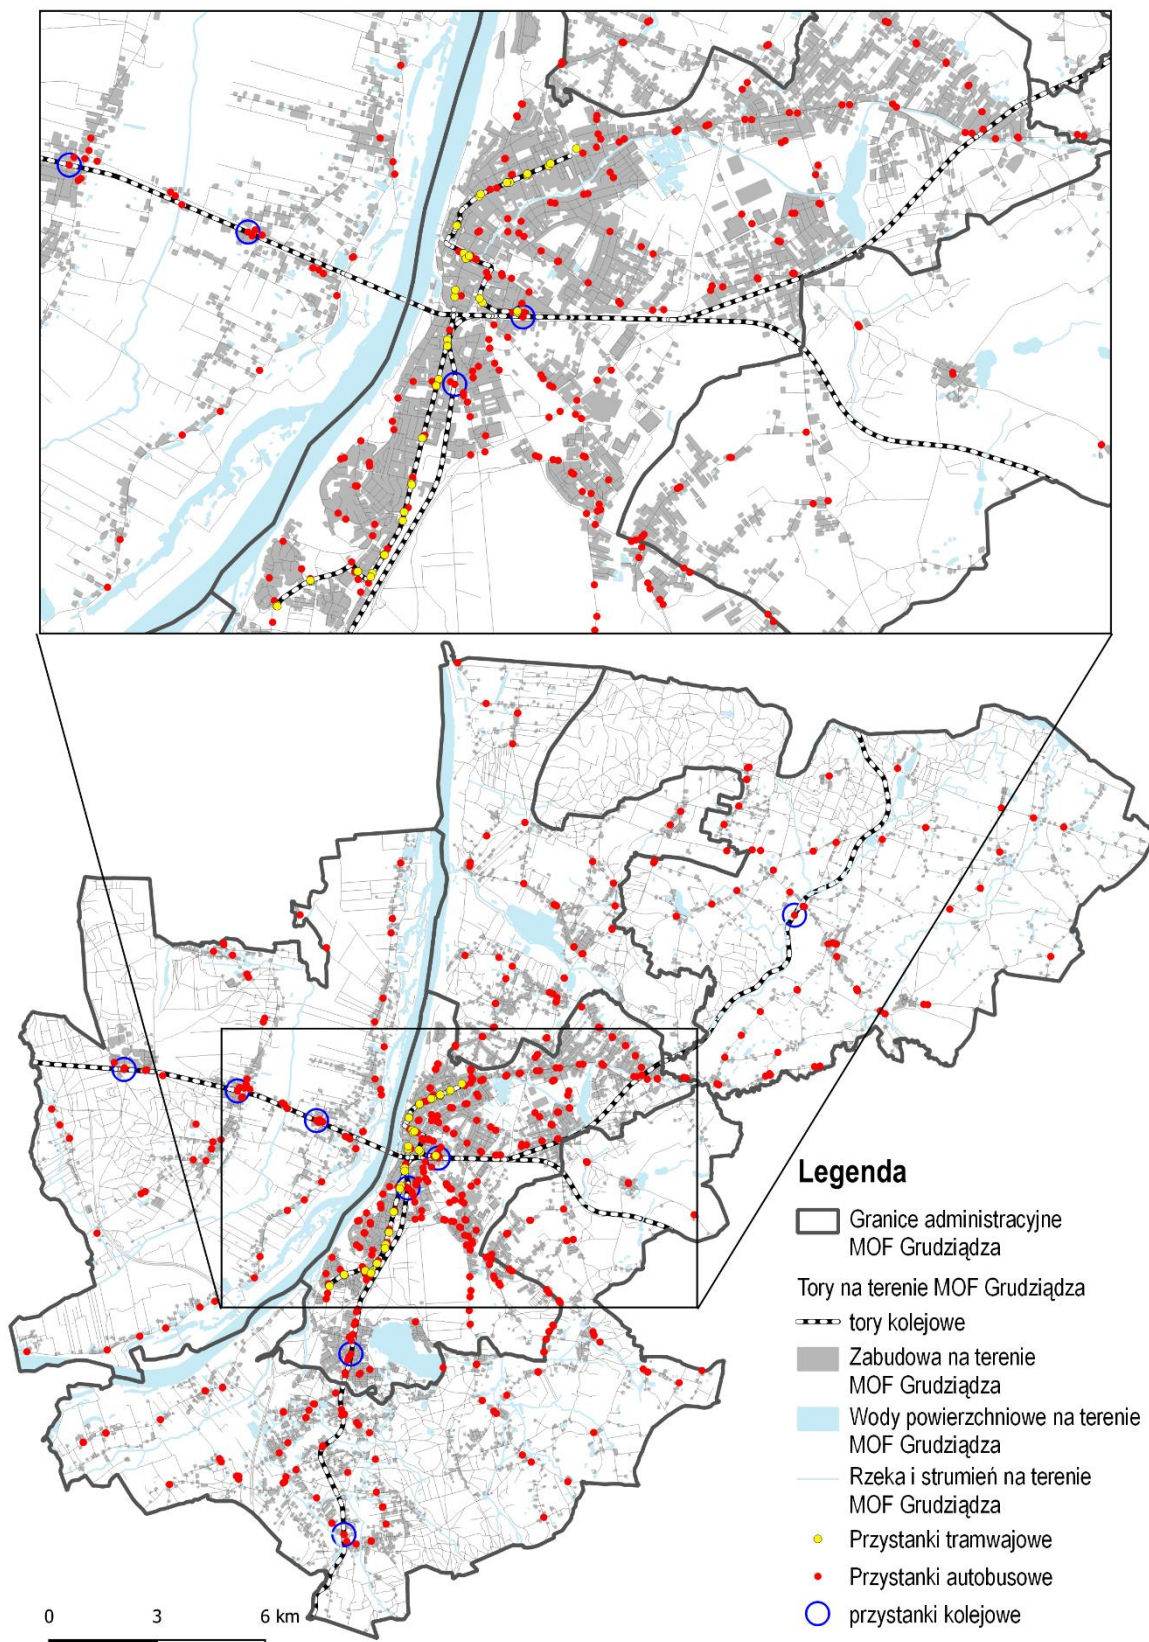 Legenda
Granice administracyjne
MOF Grudziądza
Tory na terenie MOF Grudziądza
tory kolejowe
Zabudowa na terenie
MOF Grudziądza
Wody powierzchniowe na terenie
MOF Grudziądza
Rzeka i strumień na terenie
MOF Grudziądza
Przystanki tramwajowe
Przystanki autobusowe
przystanki kolejowe
0 3 6 km